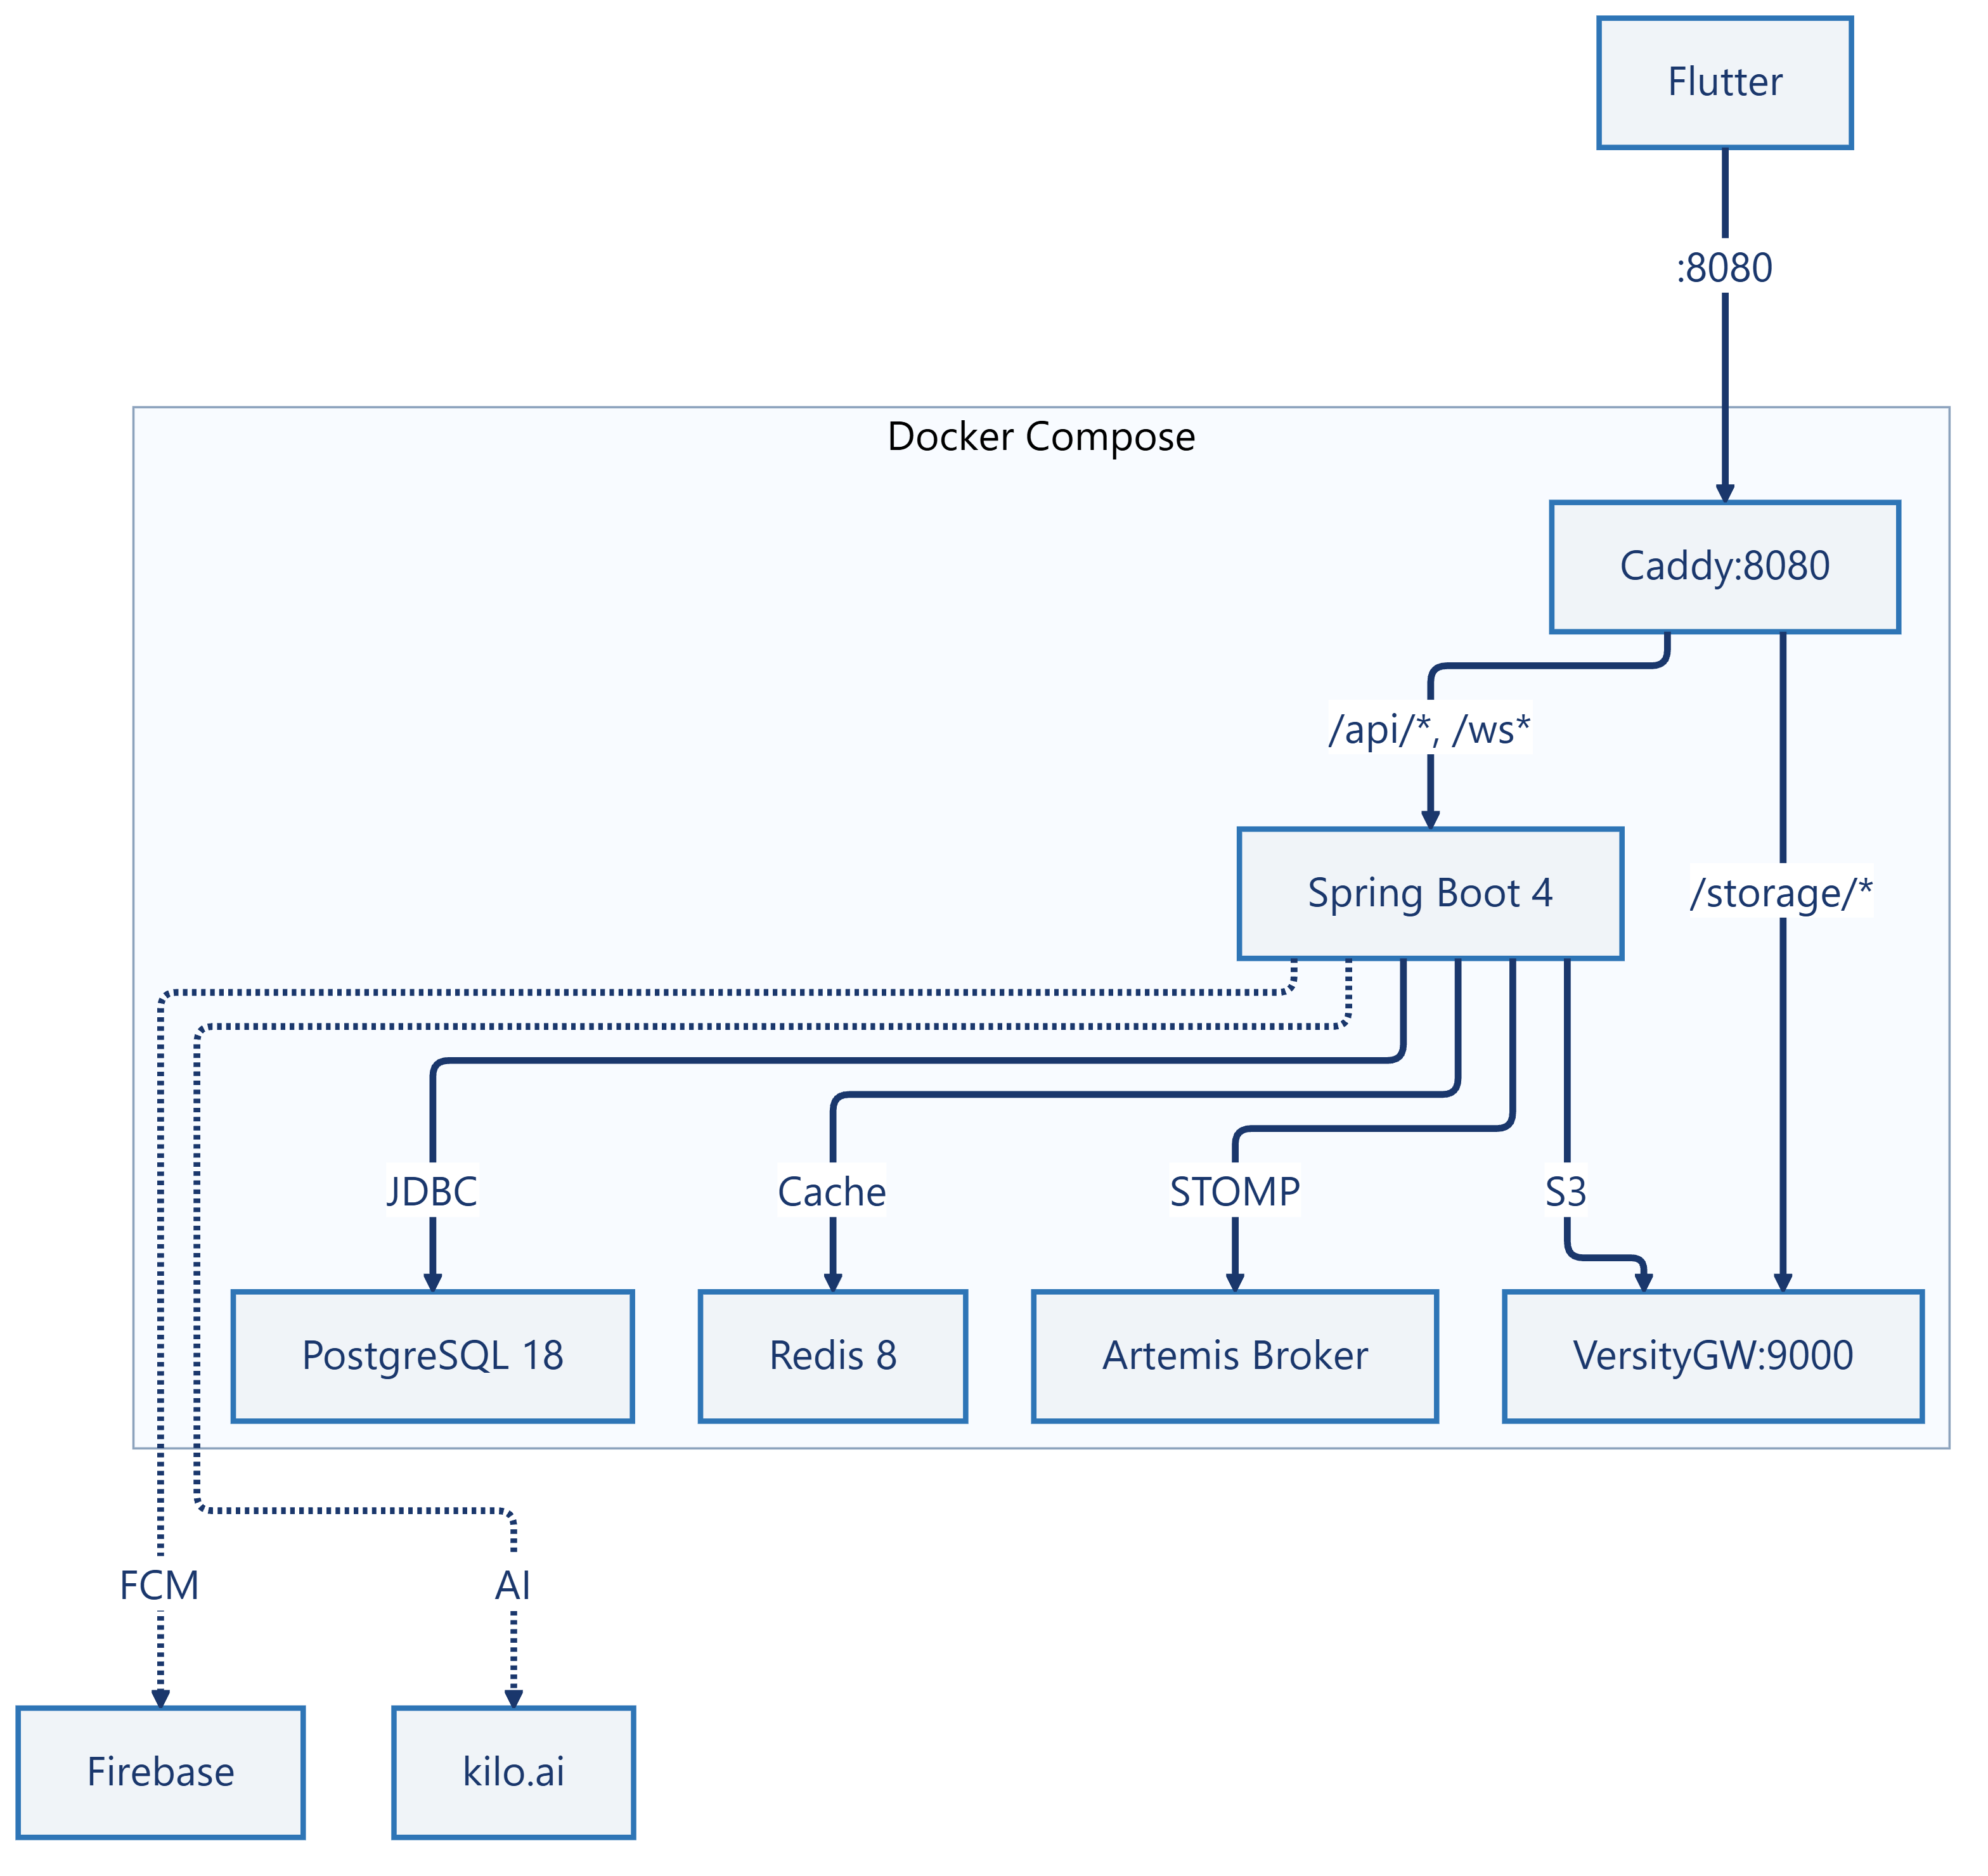 Flutter
:8080
Docker Compose
Caddy:8080
/api/*, /ws*
Spring Boot 4
/storage/*
JDBC
Cache
STOMP
S3
PostgreSQL 18
Redis 8
Artemis Broker
VersityGW:9000
FCM
AI
Firebase
kilo.ai